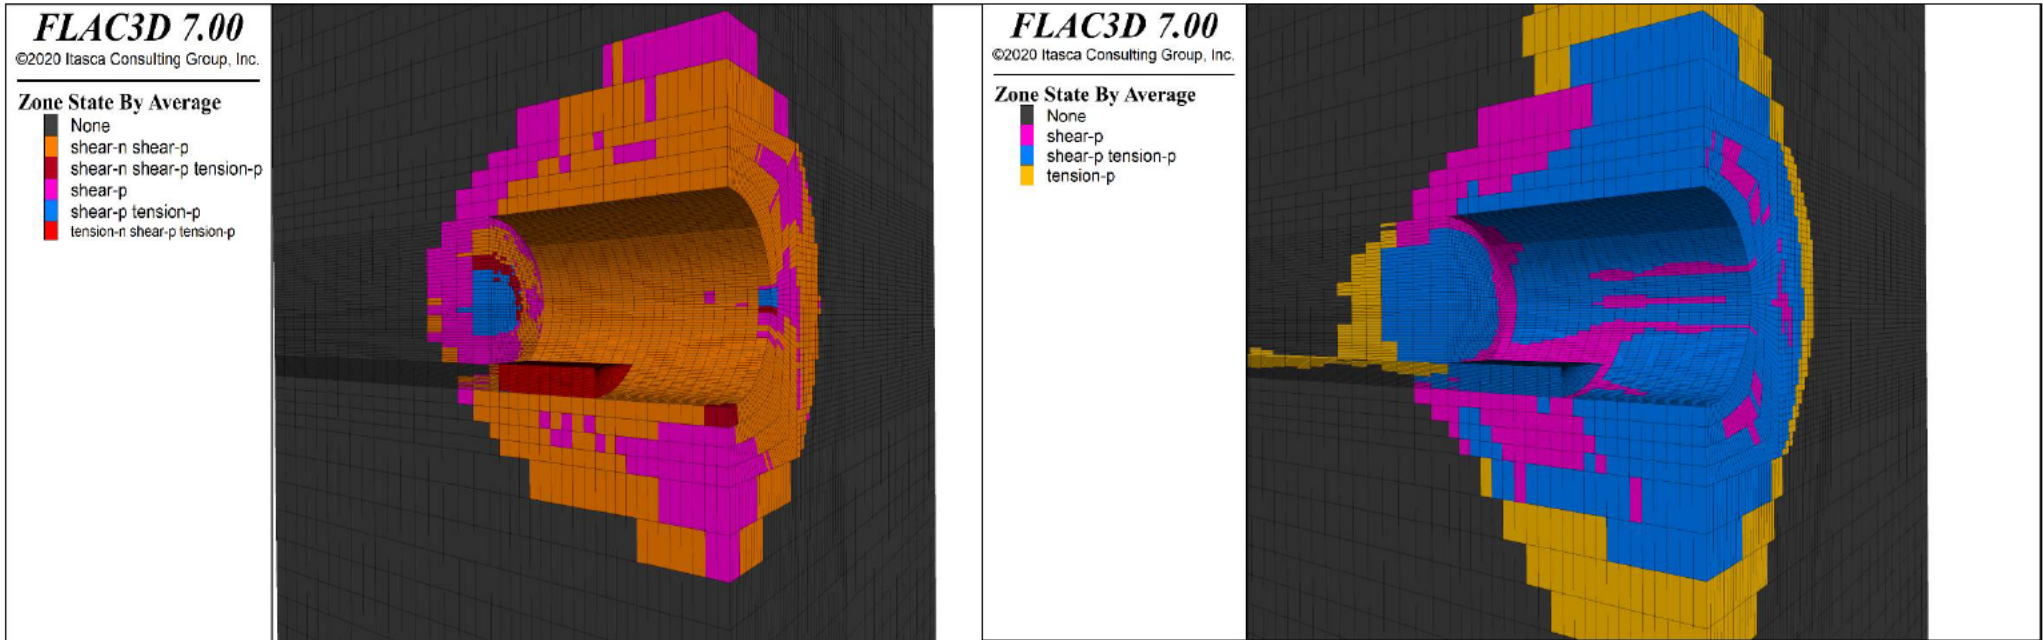 FLAC3D 7.00
©2020 Itasca Consulting Group, Inc.
Zone State By Average
None
shear-n shear-p
shear-n shear-p tension-p
shear-p
shear-p tension-p
tension-n shear-p tension-p
FLAC3D 7.00
©2020 Itasca Consulting Group, Inc.
Zone State By Average
None
shear-p
shear-p tension-p
tension-p